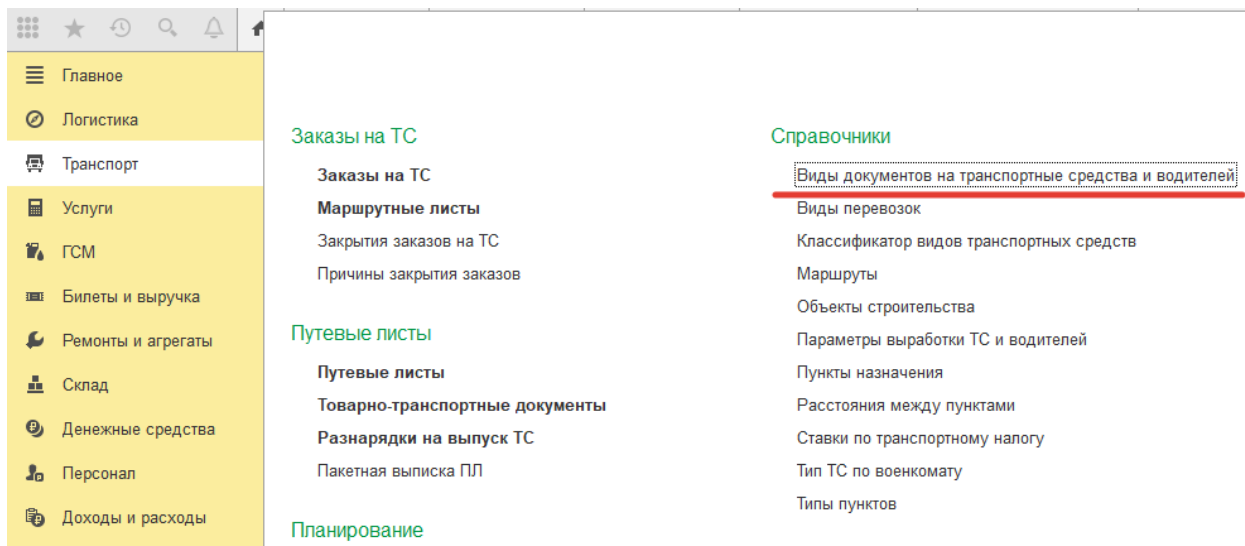 Главное
Логистика
Транспорт
Услуги
ГСМ
Билеты и выручка
Ремонты и агрегаты
Склад
Денежные средства
Персонал
Доходы и расходы
Заказы на ТС
Заказы на ТС
Маршрутные листы
Закрытия заказов на ТС
Причины закрытия заказов
Путевые листы
Путевые листы
Товарно-транспортные документы
Разнарядки на выпуск ТС
Пакетная выписка ПЛ
Планирование
Справочники
Виды документов на транспортные средства и водителей
Виды перевозок
Классификатор видов транспортных средств
Маршруты
Объекты строительства
Параметры выработки ТС и водителей
Пункты назначения
Расстояния между пунктами
Ставки по транспортному налогу
Тип ТС по военкомату
Типы пунктов